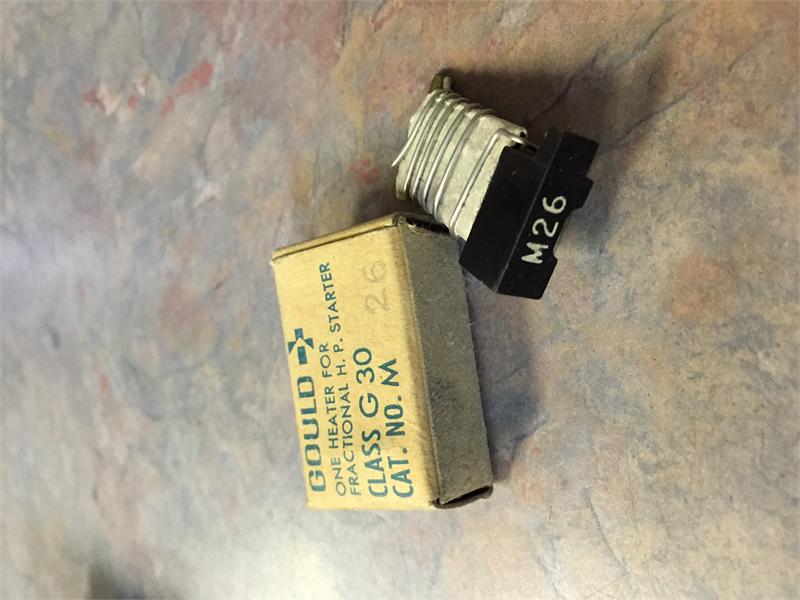 GOULD
ONE HEATER FOR
FRACTIONAL H. P. STARTER
CLASS G 30
CAT. NO. M 26
M26